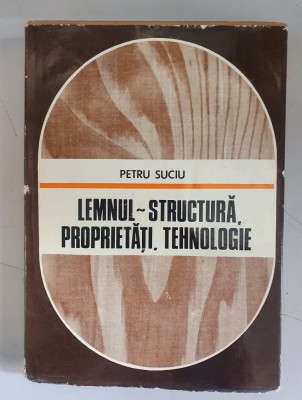 PETRU SUCIU
LEMNUL~STRUCTURĂ,
PROPRIETĂȚI, TEHNOLOGIE